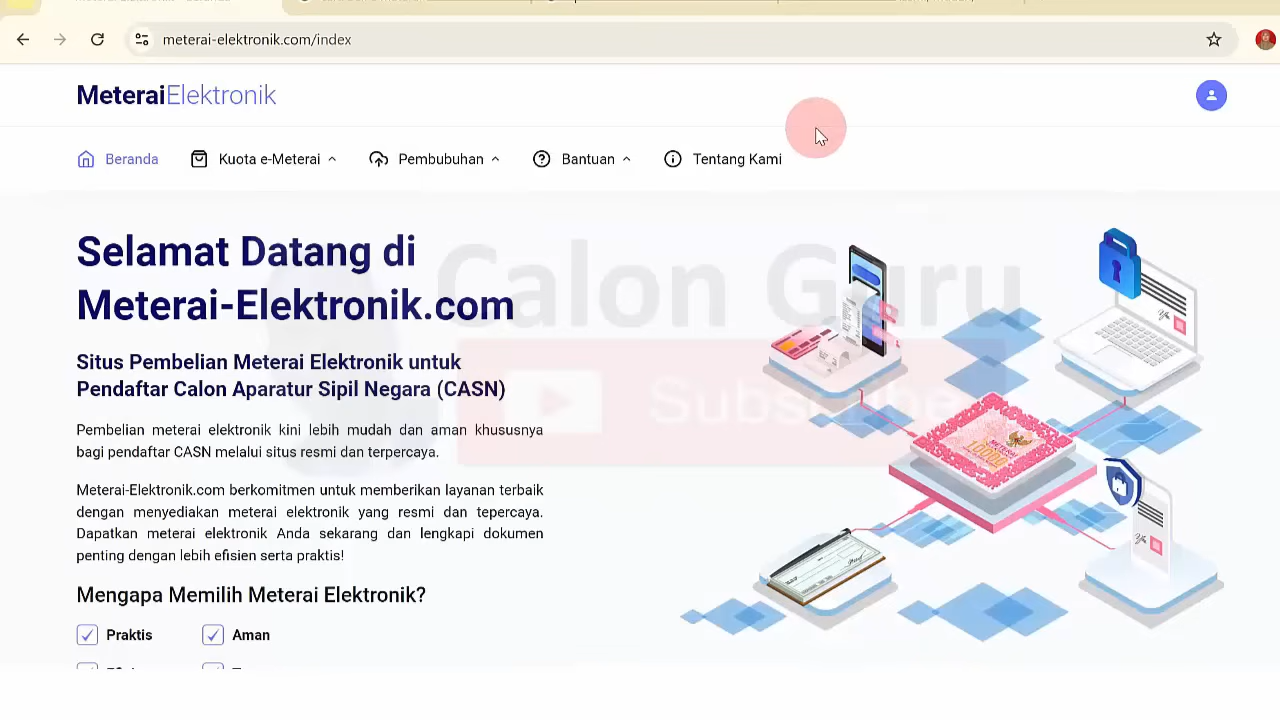 meterai-elektronik.com/index
MeteraiElektronik
Beranda
Kuota e-Meterai
Pembubuhan
Bantuan
Tentang Kami
Selamat Datang di
Meterai-Elektronik.com
Situs Pembelian Meterai Elektronik untuk
Pendaftar Calon Aparatur Sipil Negara (CASN)
Pembelian meterai elektronik kini lebih mudah dan aman khususnya
bagi pendaftar CASN melalui situs resmi dan terpercaya.
Meterai-Elektronik.com berkomitmen untuk memberikan layanan terbaik
dengan menyediakan meterai elektronik yang resmi dan tepercaya.
Dapatkan meterai elektronik Anda sekarang dan lengkapi dokumen
penting dengan lebih efisien serta praktis!
Mengapa Memilih Meterai Elektronik?
Praktis
Aman
Calon Guru
Subscribe
METERAI
10000